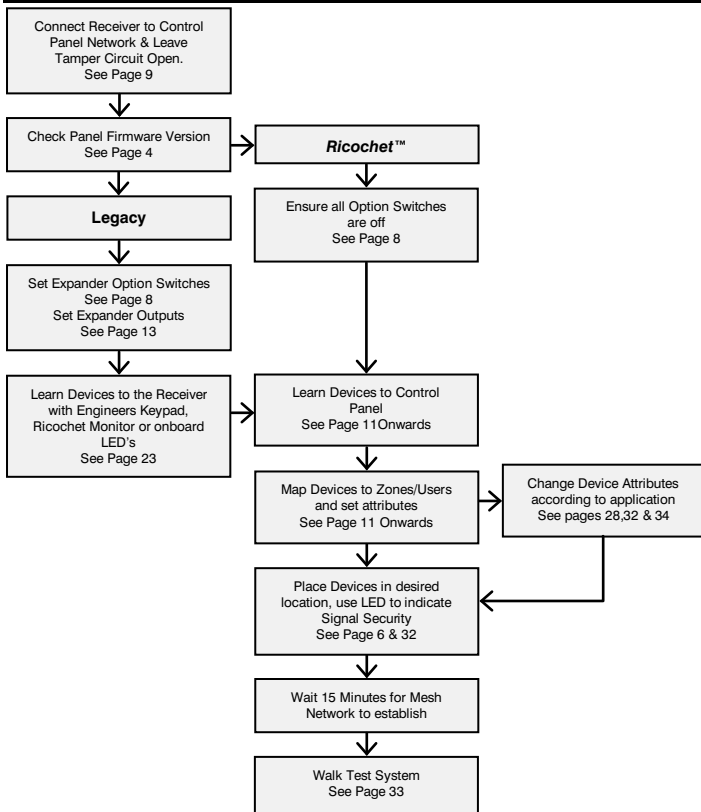 Connect Receiver to Control
Panel Network & Leave
Tamper Circuit Open.
See Page 9
Check Panel Firmware Version
See Page 4
Ricochet™
Legacy
Ensure all Option Switches
are off
See Page 8
Set Expander Option Switches
See Page 8
Set Expander Outputs
See Page 13
Learn Devices to the Receiver
with Engineers Keypad,
Ricochet Monitor or onboard
LED's
See Page 23
Learn Devices to Control
Panel
See Page 11Onwards
Map Devices to Zones/Users
and set attributes
See Page 11 Onwards
Change Device Attributes
according to application
See pages 28,32 & 34
Place Devices in desired
location, use LED to indicate
Signal Security
See Page 6 & 32
Wait 15 Minutes for Mesh
Network to establish
Walk Test System
See Page 33